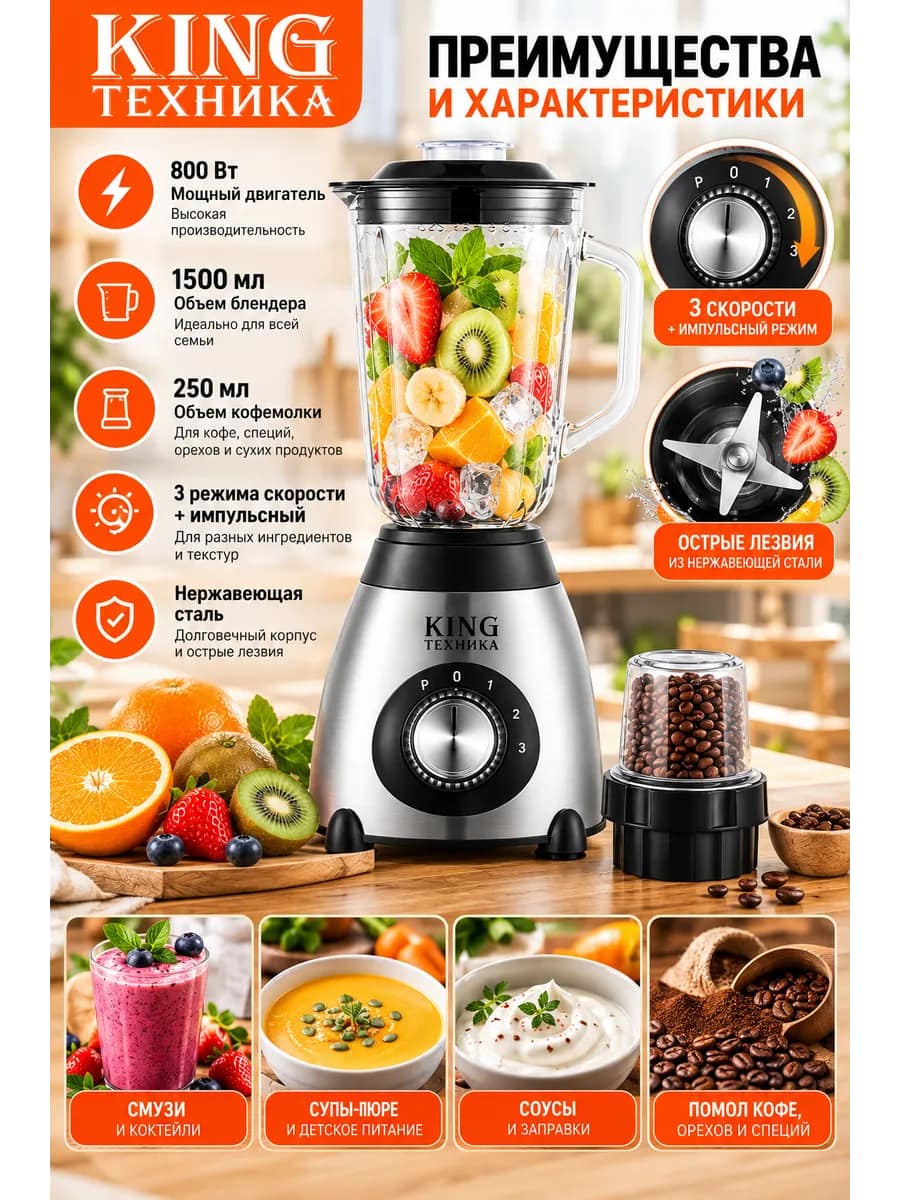 KING
ТЕХНИКА
ПРЕИМУЩЕСТВА
И ХАРАКТЕРИСТИКИ
800 Вт
Мощный двигатель
Высокая
производительность
1500 мл
Объем блендера
Идеально для всей
семьи
250 мл
Объем кофемолки
Для кофе, специй,
орехов и сухих продуктов
3 режима скорости
+ импульсный
Для разных ингредиентов
и текстур
Нержавеющая
сталь
Долговечный корпус
и острые лезвия
P 0 1
2
3
3 СКОРОСТИ
+ ИМПУЛЬСНЫЙ РЕЖИМ
ОСТРЫЕ ЛЕЗВИЯ
ИЗ НЕРЖАВЕЮЩЕЙ СТАЛИ
KING
ТЕХНИКА
P 0 1
2
3
СМУЗИ
И КОКТЕЙЛИ
СУПЫ-ПЮРЕ
И ДЕТСКОЕ ПИТАНИЕ
СОУСЫ
И ЗАПРАВКИ
ПОМОЛ КОФЕ,
ОРЕХОВ И СПЕЦИЙ